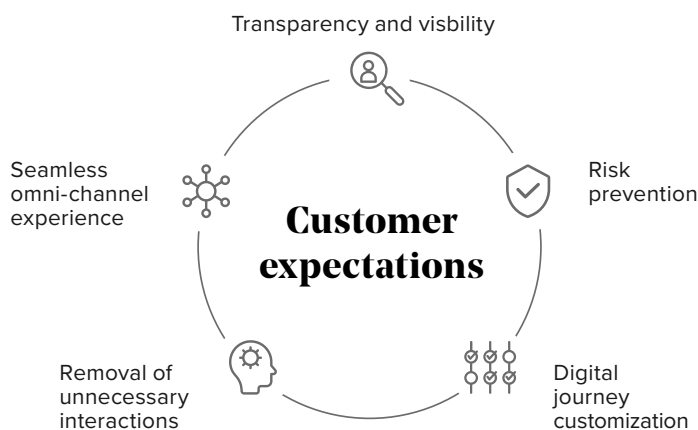 Transparency and visbility
Seamless
omni-channel
experience
Risk
prevention
Customer
expectations
Removal of
unnecessary
interactions
Digital
journey
customization